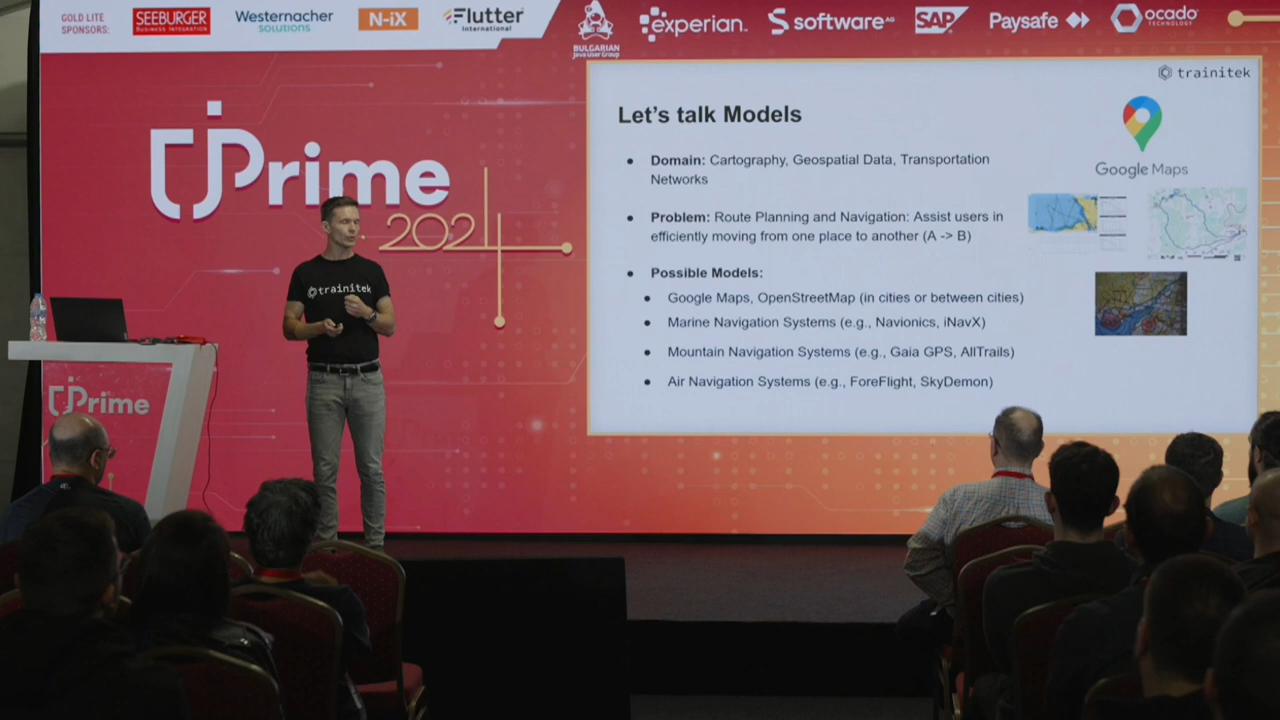 GOLD LITE
SPONSORS:
SEEBURGER
BUSINESS INTEGRATION
Westernacher
SOLUTIONS
N-iX
Flutter
International
BULGARIAN
Java User Group
experian.
software AG
SAP
Paysafe
ocado
TECHNOLOGY
jPrime
2024
trainitek
Let's talk Models
Google Maps
• Domain: Cartography, Geospatial Data, Transportation
Networks
• Problem: Route Planning and Navigation: Assist users in
efficiently moving from one place to another (A -> B)
• Possible Models:
• Google Maps, OpenStreetMap (in cities or between cities)
• Marine Navigation Systems (e.g., Navionics, iNavX)
• Mountain Navigation Systems (e.g., Gaia GPS, AllTrails)
• Air Navigation Systems (e.g., ForeFlight, SkyDemon)
trainitek
jPrime